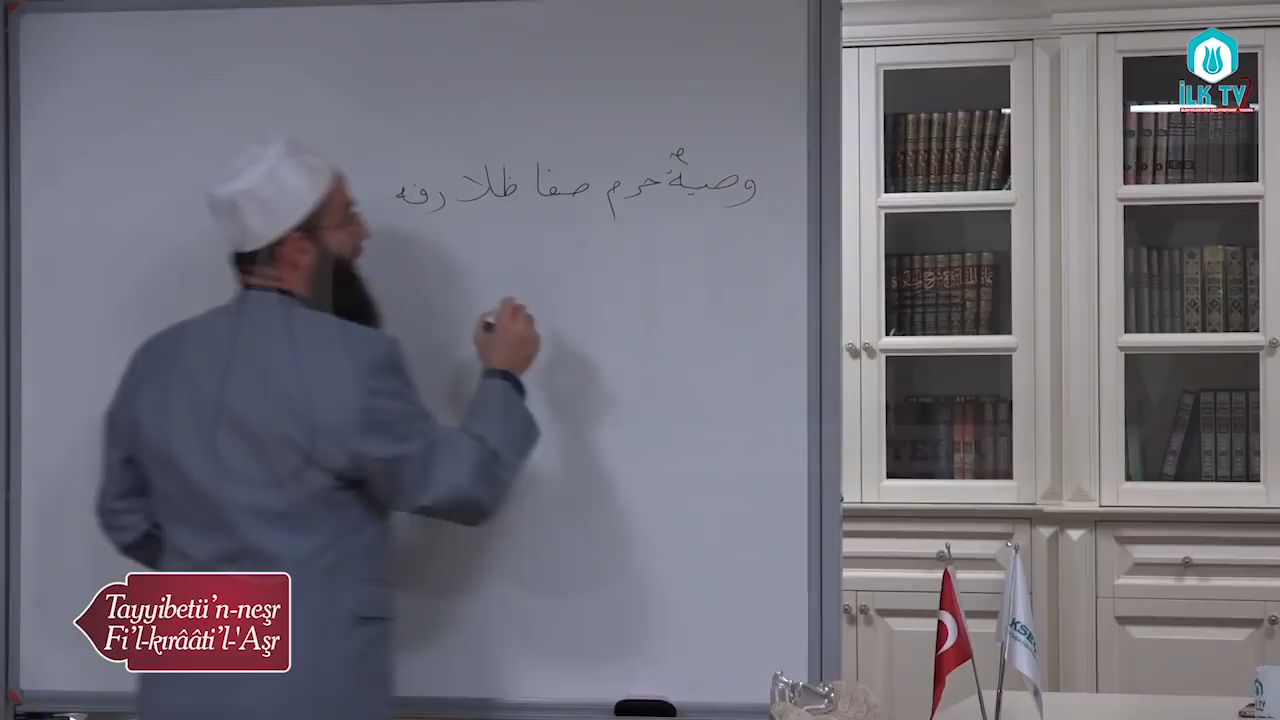 وصيةٌ حرم صفا ظلا رفه
İLK TV
Tayyibetü'n-neşr
Fi'l-kırââti'l-'Aşr